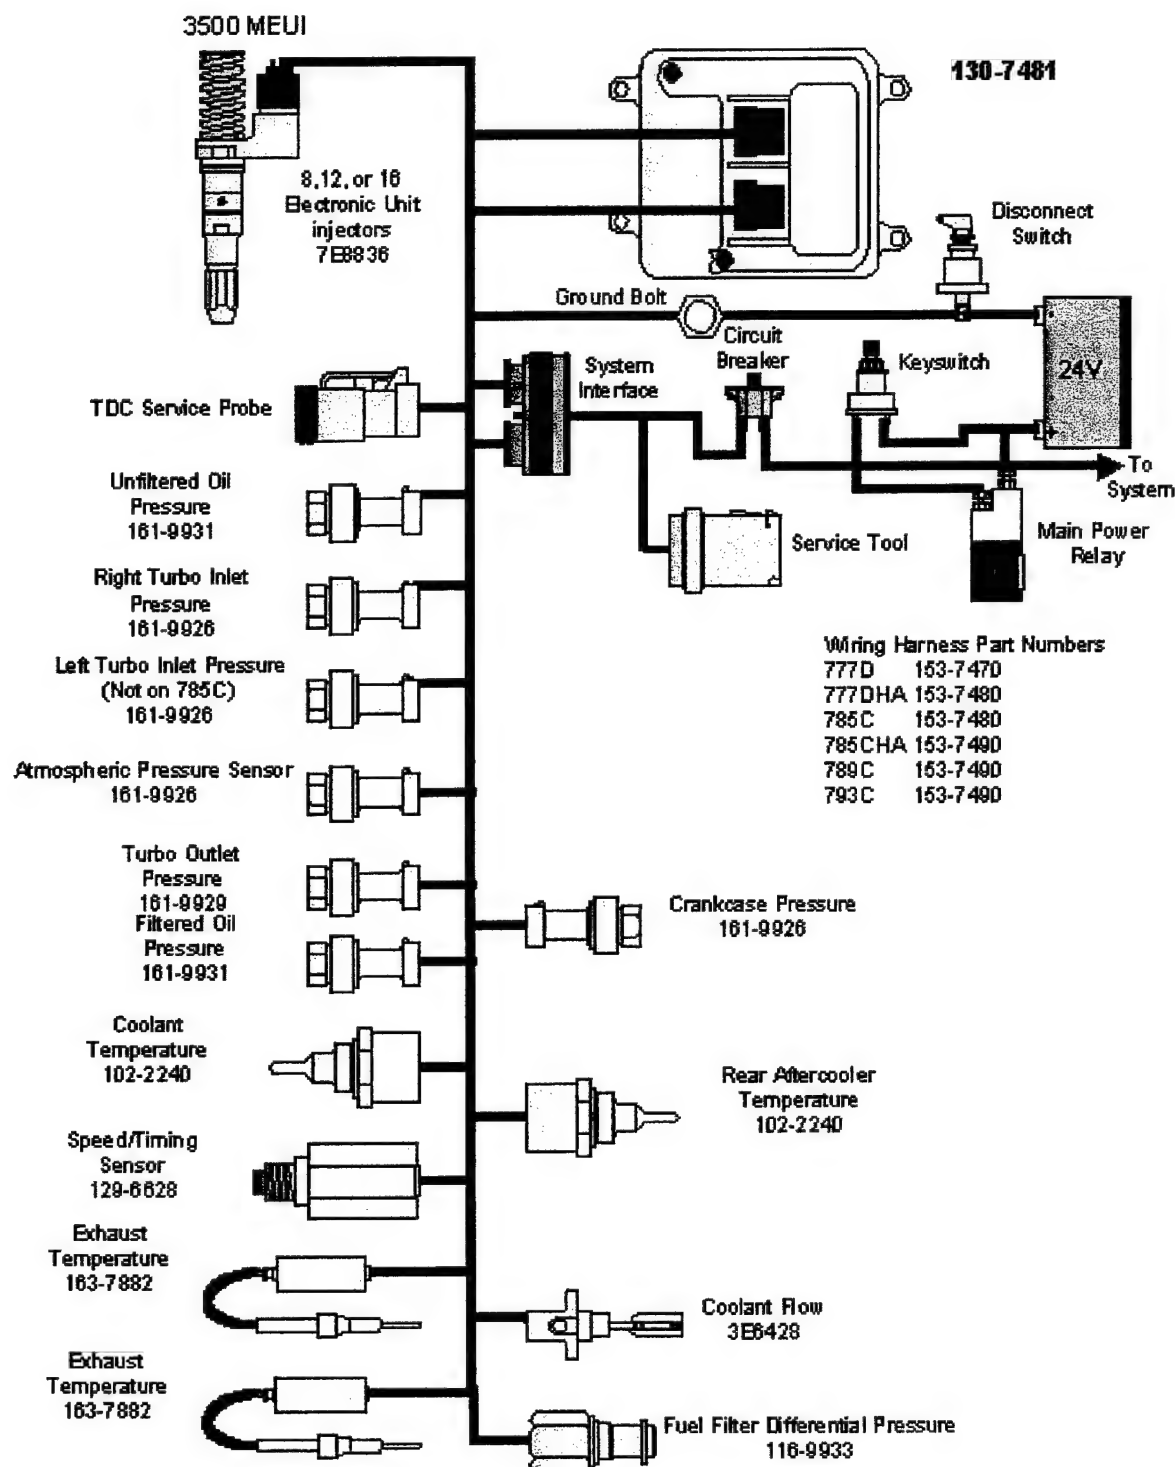 3500 MEUI
130-7481
8, 12, or 16
Electronic Unit
injectors
7E8836
Disconnect
Switch
Ground Bolt
Circuit
Breaker
System
Interface
Keyswitch
24V
TDC Service Probe
To
System
Unfiltered Oil
Pressure
161-9931
Service Tool
Main Power
Relay
Right Turbo Inlet
Pressure
161-9926
Wiring Harness Part Numbers
777D 153-7470
777DHA 153-7480
785C 153-7480
785CHA 153-7490
789C 153-7490
793C 153-7490
Left Turbo Inlet Pressure
(Not on 785C)
161-9926
Atmospheric Pressure Sensor
161-9926
Turbo Outlet
Pressure
161-9929
Filtered Oil
Pressure
161-9931
Crankcase Pressure
161-9926
Coolant
Temperature
102-2240
Rear Aftercooler
Temperature
102-2240
Speed/Timing
Sensor
129-6628
Exhaust
Temperature
163-7882
Coolant Flow
3E6428
Exhaust
Temperature
163-7882
Fuel Filter Differential Pressure
116-9933